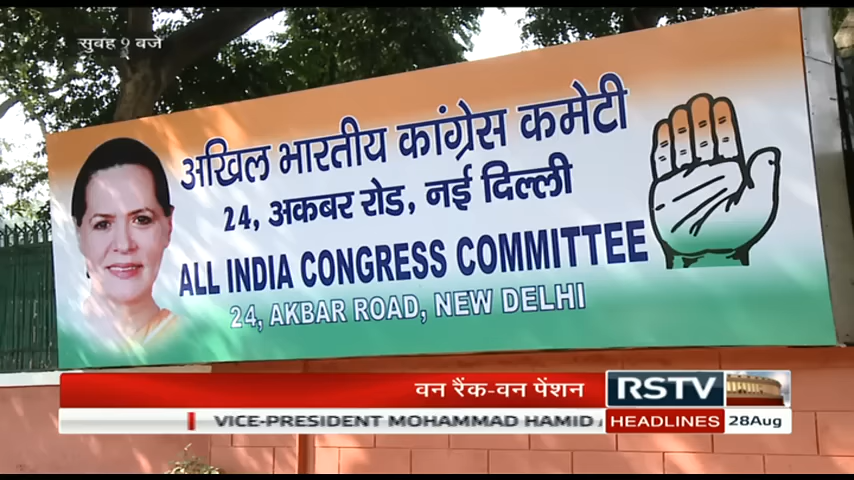 सुबह ९ बजे
अखिल भारतीय कांग्रेस कमेटी
24, अकबर रोड, नई दिल्ली
ALL INDIA CONGRESS COMMITTEE
24, AKBAR ROAD, NEW DELHI
वन रैंक-वन पेंशन
RSTV
VICE-PRESIDENT MOHAMMAD HAMID
HEADLINES
28Aug